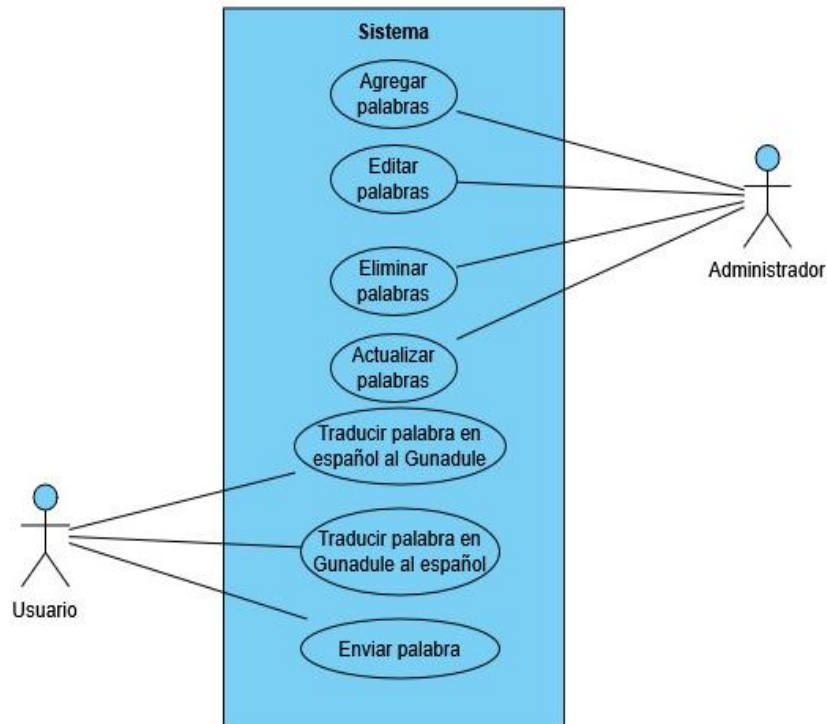 Sistema
Agregar
palabras
Editar
palabras
Eliminar
palabras
Administrador
Actualizar
palabras
Traducir palabra en
español al Gunadule
Traducir palabra en
Gunadule al español
Usuario
Enviar palabra